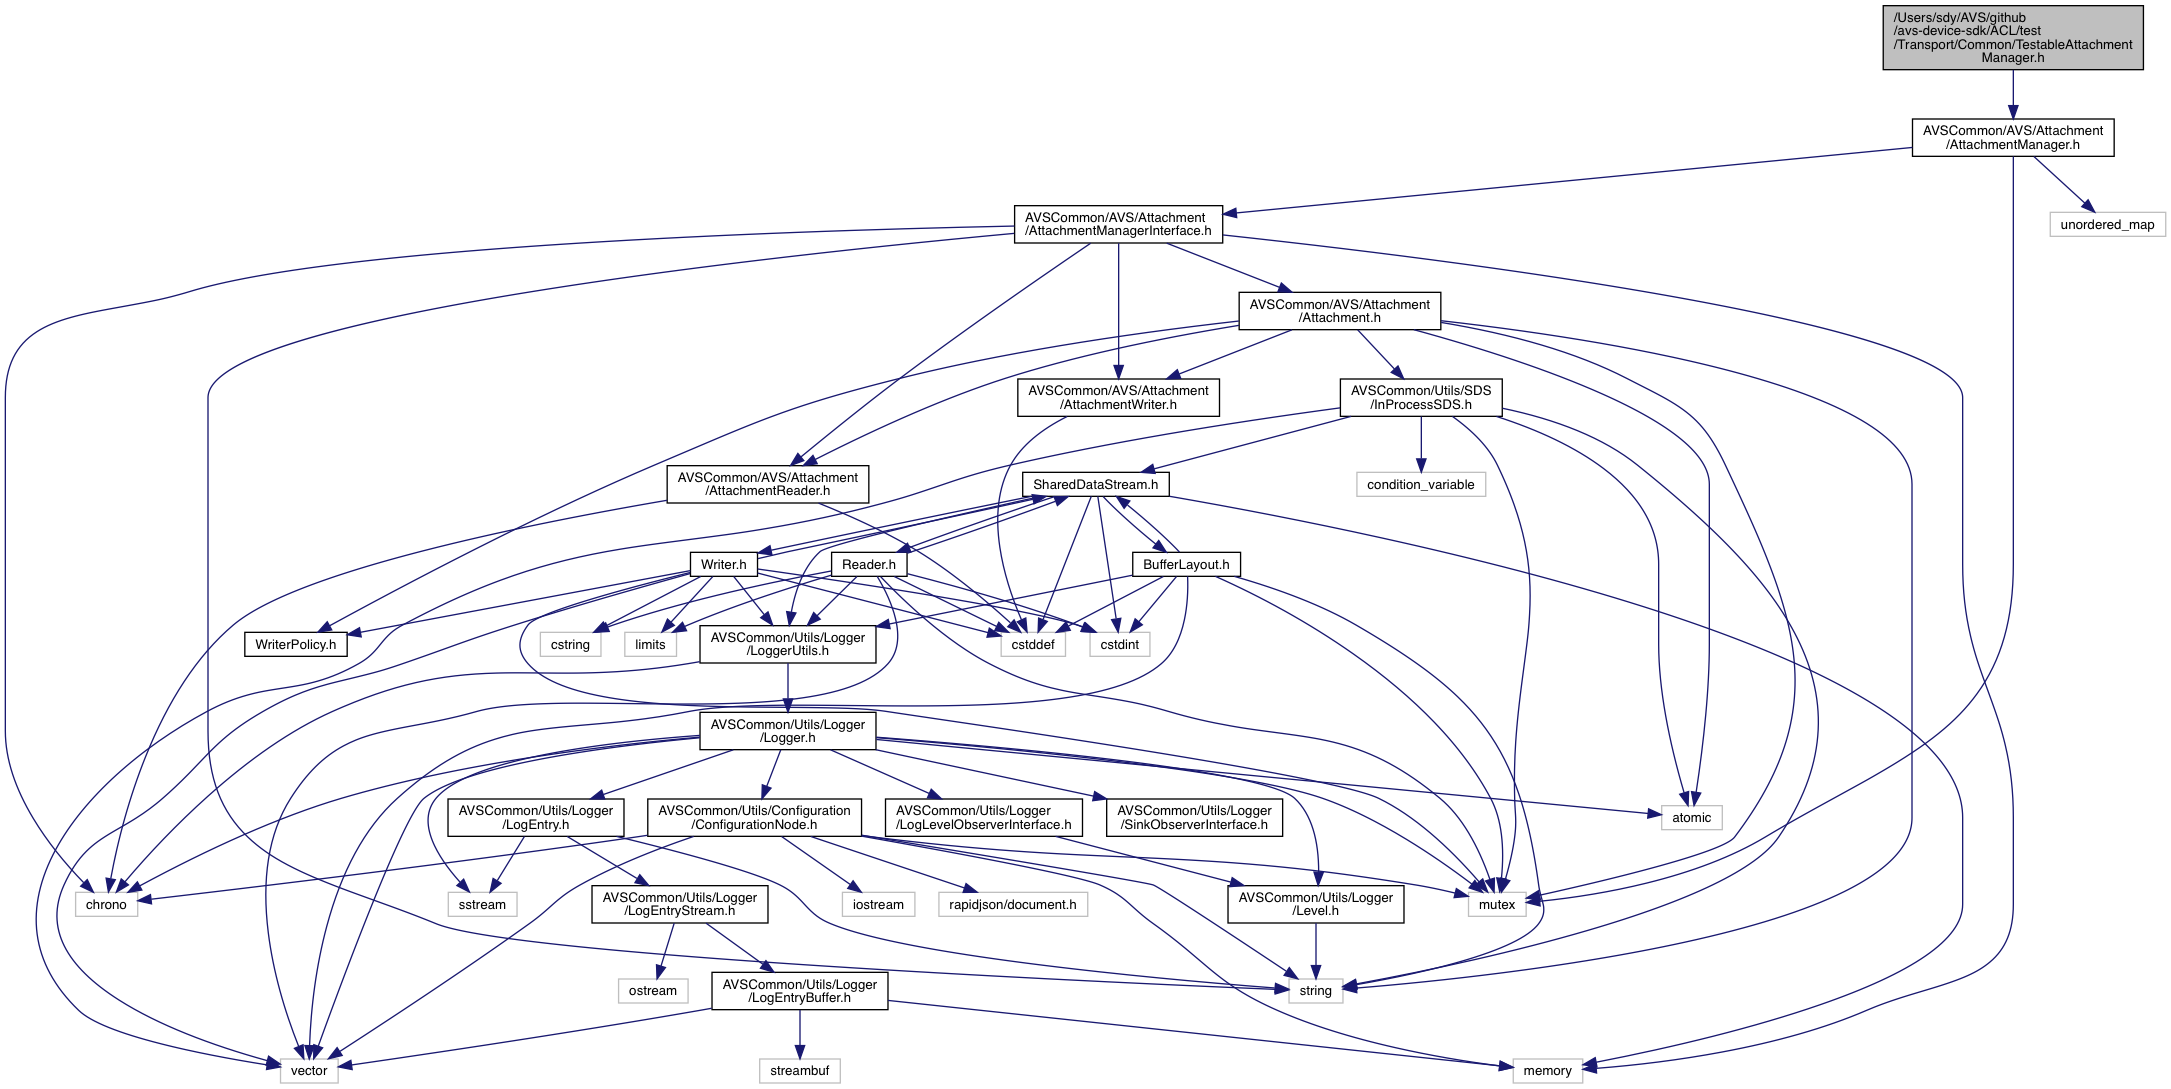 /Users/sdy/AVS/github
/avs-device-sdk/ACL/test
/Transport/Common/TestableAttachment
Manager.h
AVSCommon/AVS/Attachment
/AttachmentManager.h
AVSCommon/AVS/Attachment
/AttachmentManagerInterface.h
unordered_map
AVSCommon/AVS/Attachment
/Attachment.h
AVSCommon/AVS/Attachment
/AttachmentWriter.h
AVSCommon/Utils/SDS
/InProcessSDS.h
AVSCommon/AVS/Attachment
/AttachmentReader.h
SharedDataStream.h
condition_variable
Writer.h
Reader.h
BufferLayout.h
WriterPolicy.h
cstring
limits
AVSCommon/Utils/Logger
/LoggerUtils.h
cstddef
cstdint
AVSCommon/Utils/Logger
/Logger.h
AVSCommon/Utils/Logger
/LogEntry.h
AVSCommon/Utils/Configuration
/ConfigurationNode.h
AVSCommon/Utils/Logger
/LogLevelObserverInterface.h
AVSCommon/Utils/Logger
/SinkObserverInterface.h
atomic
chrono
sstream
AVSCommon/Utils/Logger
/LogEntryStream.h
iostream
rapidjson/document.h
AVSCommon/Utils/Logger
/Level.h
mutex
ostream
AVSCommon/Utils/Logger
/LogEntryBuffer.h
string
vector
streambuf
memory